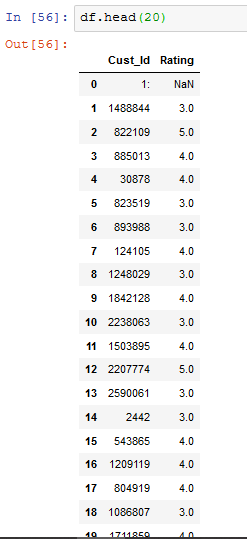 In [56]: df.head(20)
Out[56]:
Cust_Id Rating
0 1: NaN
1 1488844 3.0
2 822109 5.0
3 885013 4.0
4 30878 4.0
5 823519 3.0
6 893988 3.0
7 124105 4.0
8 1248029 3.0
9 1842128 4.0
10 2238063 3.0
11 1503895 4.0
12 2207774 5.0
13 2590061 3.0
14 2442 3.0
15 543865 4.0
16 1209119 4.0
17 804919 4.0
18 1086807 3.0
19 1711859 4.0